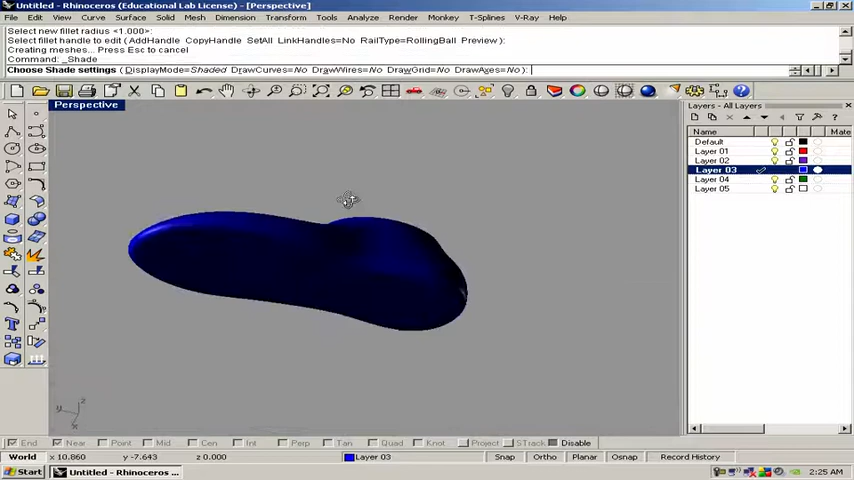 Untitled - Rhinoceros (Educational Lab License) - [Perspective]
File Edit View Curve Surface Solid Mesh Dimension Transform Tools Analyze Render Monkey T-Splines V-Ray Help
Select new fillet radius <1.000>:
Select fillet handle to edit ( AddHandle CopyHandle SetAll LinkHandles=No RailType=RollingBall Preview ):
Creating meshes... Press Esc to cancel
Command: _Shade
Choose Shade settings ( DisplayMode=Shaded DrawCurves=No DrawWires=No DrawGrid=No DrawAxes=No ):
Layers - All Layers
Perspective
Name Mate
Default
Layer 01
Layer 02
Layer 03
Layer 04
Layer 05
z
y
x
End Near Point Mid Cen Int Perp Tan Quad Knot Project STrack Disable
World x 10.860 y -7.643 z 0.000 Layer 03 Snap Ortho Planar Osnap Record History
Start Untitled - Rhinoceros (... 2:25 AM